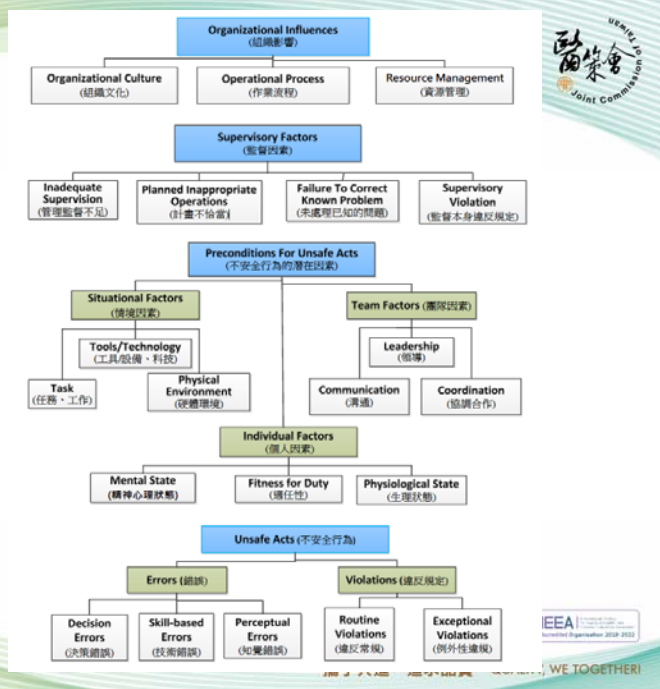 Organizational Influences
(組織影響)
Organizational Culture
(組織文化)
Operational Process
(作業流程)
Resource Management
(資源管理)
醫策會
Joint Commission of Taiwan
Supervisory Factors
(監督因素)
Inadequate
Supervision
(管理監督不足)
Planned Inappropriate
Operations
(計畫不恰當)
Failure To Correct
Known Problem
(未處理已知的問題)
Supervisory
Violation
(監督本身違反規定)
Preconditions For Unsafe Acts
(不安全行為的潛在因素)
Situational Factors
(情境因素)
Team Factors (團隊因素)
Tools/Technology
(工具/設備、科技)
Leadership
(領導)
Task
(任務、工作)
Physical
Environment
(硬體環境)
Communication
(溝通)
Coordination
(協調合作)
Individual Factors
(個人因素)
Mental State
(精神心理狀態)
Fitness for Duty
(適任性)
Physiological State
(生理狀態)
Unsafe Acts (不安全行為)
Errors (錯誤)
Violations (違反規定)
Decision
Errors
(決策錯誤)
Skill-based
Errors
(技術錯誤)
Perceptual
Errors
(知覺錯誤)
Routine
Violations
(違反常規)
Exceptional
Violations
(例外性違規)
IEEA
WE TOGETHER!